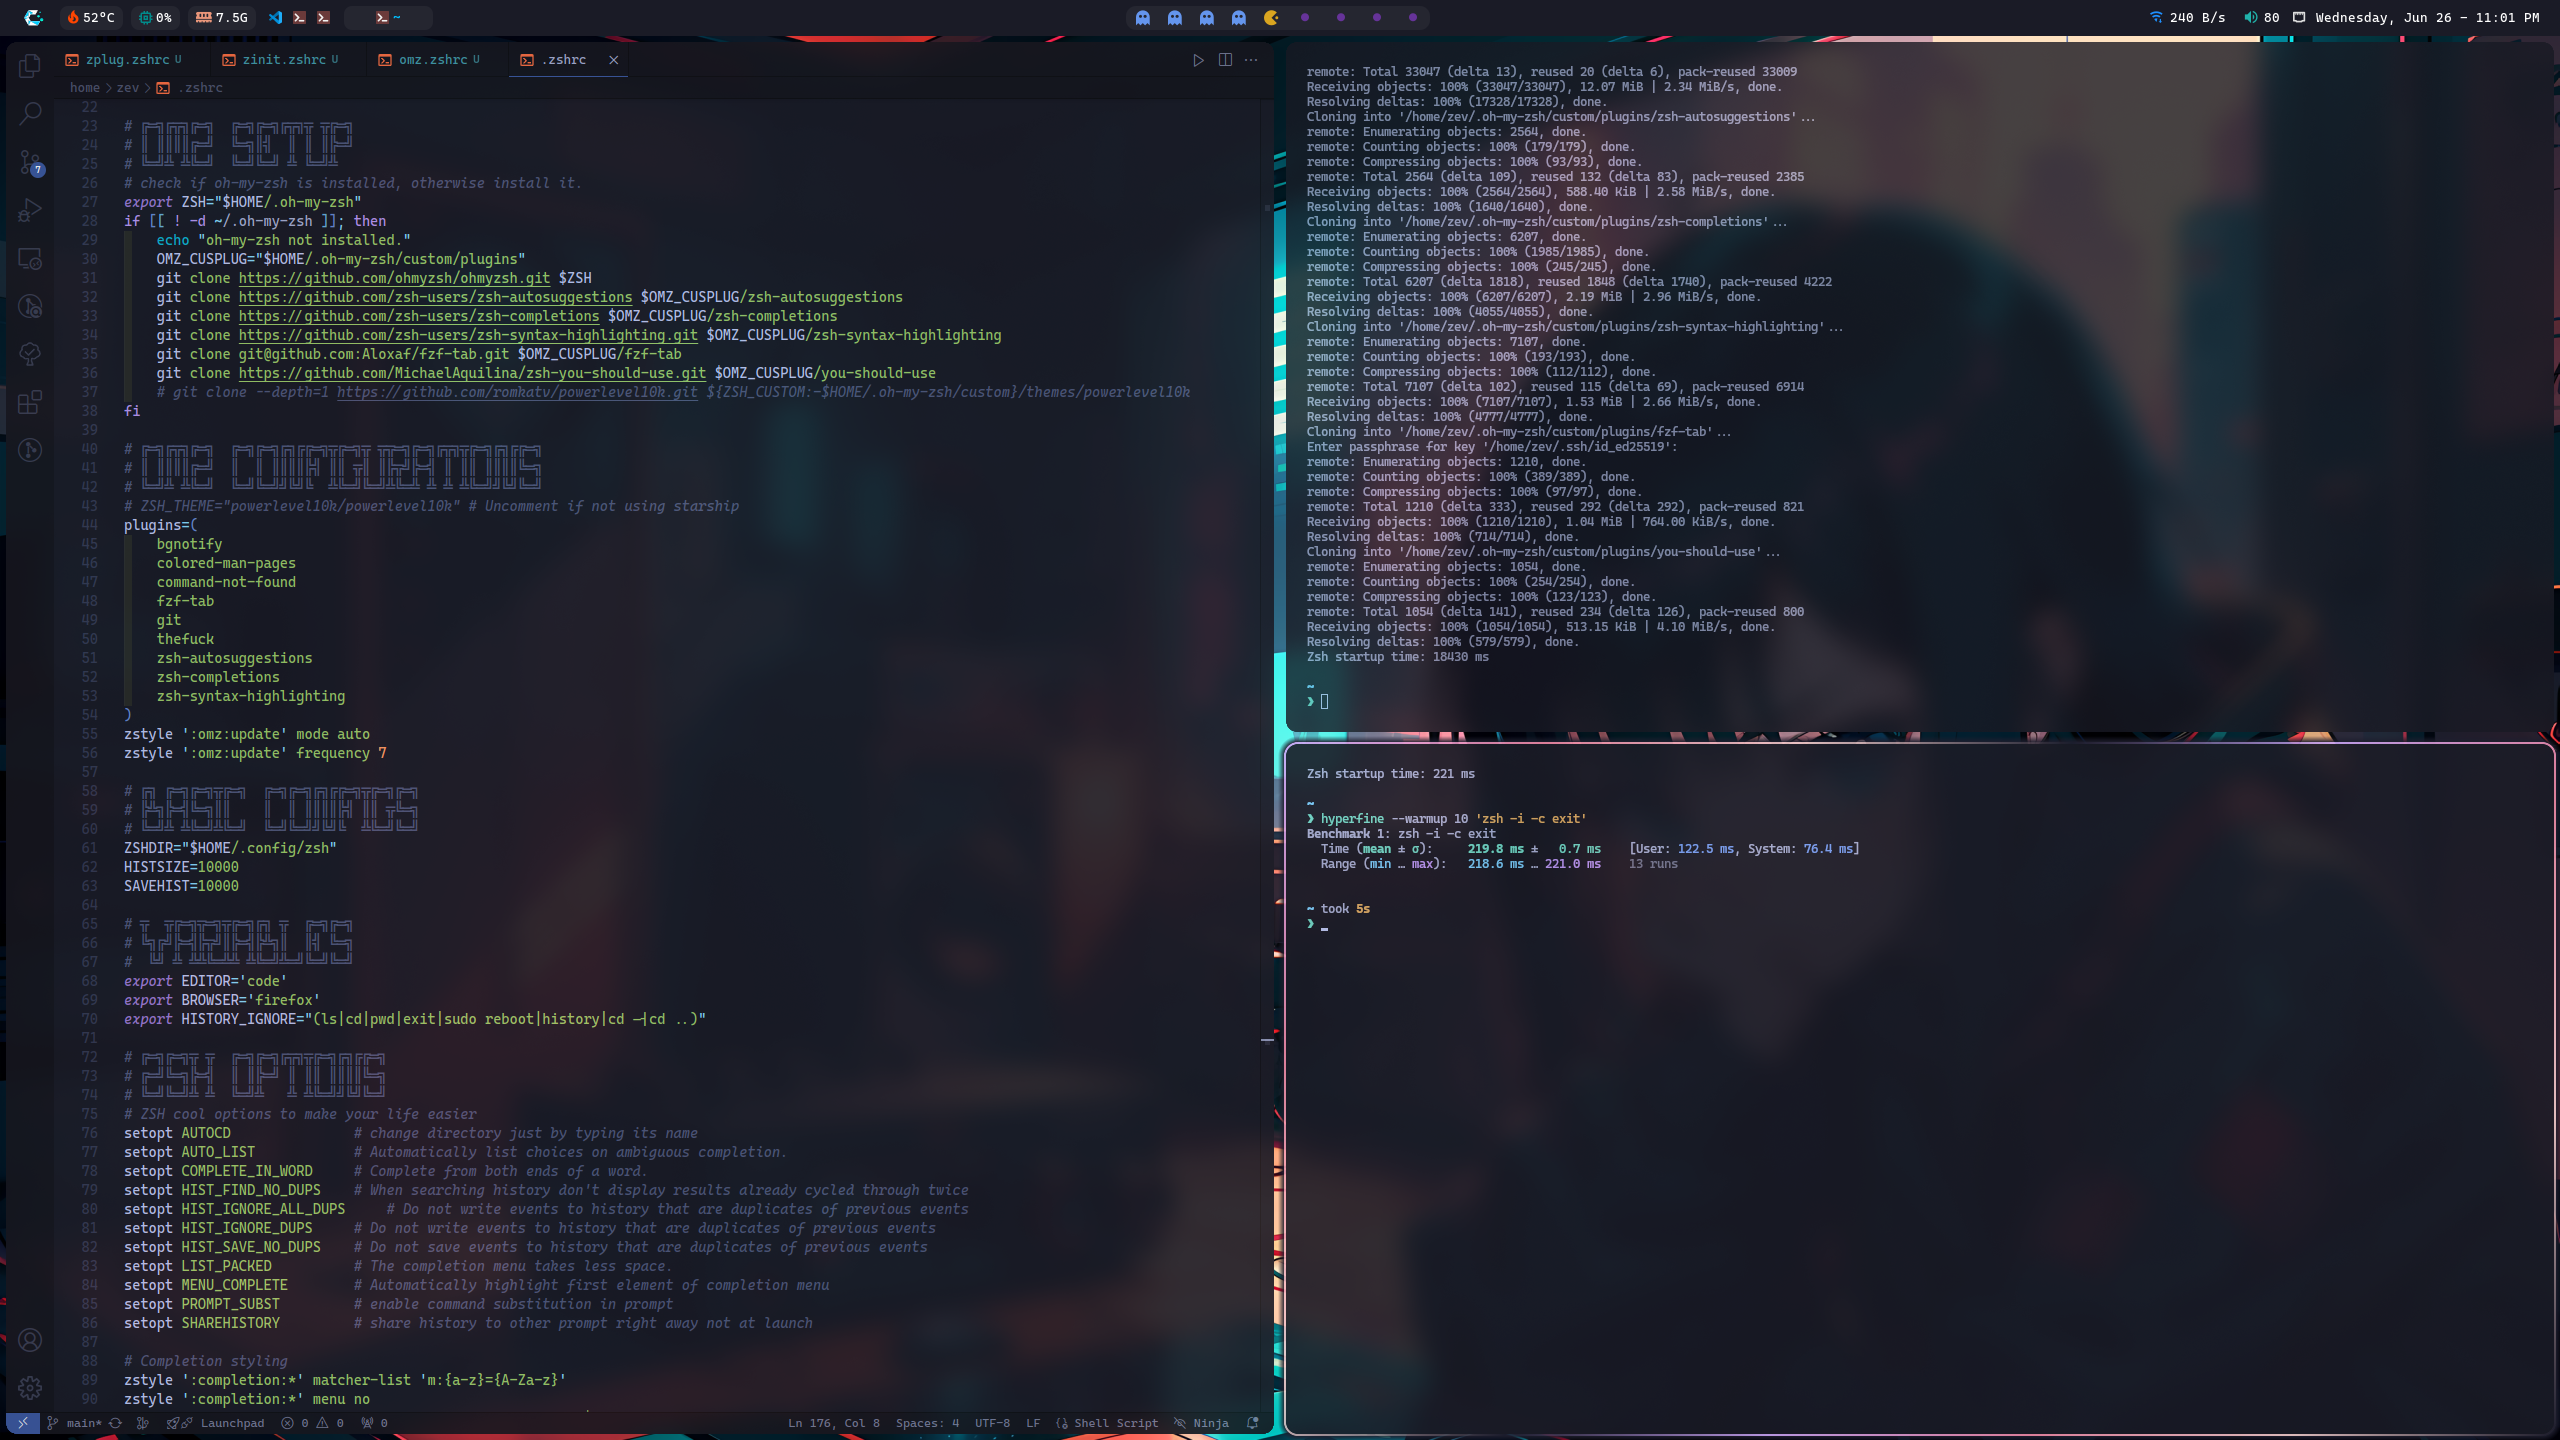 52°C 0% 7.5G ~
240 B/s 80 Wednesday, Jun 26 - 11:01 PM
zplug.zshrc U zinit.zshrc U omz.zshrc U .zshrc
home > zev > .zshrc
22
23 #
24 #
25 #
26 # check if oh-my-zsh is installed, otherwise install it.
27 export ZSH="$HOME/.oh-my-zsh"
28 if [[ ! -d ~/.oh-my-zsh ]]; then
29     echo "oh-my-zsh not installed."
30     OMZ_CUSPLUG="$HOME/.oh-my-zsh/custom/plugins"
31     git clone https://github.com/ohmyzsh/ohmyzsh.git $ZSH
32     git clone https://github.com/zsh-users/zsh-autosuggestions $OMZ_CUSPLUG/zsh-autosuggestions
33     git clone https://github.com/zsh-users/zsh-completions $OMZ_CUSPLUG/zsh-completions
34     git clone https://github.com/zsh-users/zsh-syntax-highlighting.git $OMZ_CUSPLUG/zsh-syntax-highlighting
35     git clone git@github.com:Aloxaf/fzf-tab.git $OMZ_CUSPLUG/fzf-tab
36     git clone https://github.com/MichaelAquilina/zsh-you-should-use.git $OMZ_CUSPLUG/you-should-use
37     # git clone --depth=1 https://github.com/romkatv/powerlevel10k.git ${ZSH_CUSTOM:-$HOME/.oh-my-zsh/custom}/themes/powerlevel10k
38 fi
39
40 #
41 #
42 #
43 # ZSH_THEME="powerlevel10k/powerlevel10k" # Uncomment if not using starship
44 plugins=(
45     bgnotify
46     colored-man-pages
47     command-not-found
48     fzf-tab
49     git
50     thefuck
51     zsh-autosuggestions
52     zsh-completions
53     zsh-syntax-highlighting
54 )
55 zstyle ':omz:update' mode auto
56 zstyle ':omz:update' frequency 7
57
58 #
59 #
60 #
61 ZSHDIR="$HOME/.config/zsh"
62 HISTSIZE=10000
63 SAVEHIST=10000
64
65 #
66 #
67 #
68 export EDITOR='code'
69 export BROWSER='firefox'
70 export HISTORY_IGNORE="(ls|cd|pwd|exit|sudo reboot|history|cd -|cd ..)"
71
72 #
73 #
74 #
75 # ZSH cool options to make your life easier
76 setopt AUTOCD # change directory just by typing its name
77 setopt AUTO_LIST # Automatically list choices on ambiguous completion.
78 setopt COMPLETE_IN_WORD # Complete from both ends of a word.
79 setopt HIST_FIND_NO_DUPS # When searching history don't display results already cycled through twice
80 setopt HIST_IGNORE_ALL_DUPS # Do not write events to history that are duplicates of previous events
81 setopt HIST_IGNORE_DUPS # Do not write events to history that are duplicates of previous events
82 setopt HIST_SAVE_NO_DUPS # Do not save events to history that are duplicates of previous events
83 setopt LIST_PACKED # The completion menu takes less space.
84 setopt MENU_COMPLETE # Automatically highlight first element of completion menu
85 setopt PROMPT_SUBST # enable command substitution in prompt
86 setopt SHAREHISTORY # share history to other prompt right away not at launch
87
88 # Completion styling
89 zstyle ':completion:*' matcher-list 'm:{a-z}={A-Za-z}'
90 zstyle ':completion:*' menu no
7
main* Launchpad 0 0 0 Ln 176, Col 8 Spaces: 4 UTF-8 LF Shell Script Ninja
remote: Total 33047 (delta 13), reused 20 (delta 6), pack-reused 33009
Receiving objects: 100% (33047/33047), 12.07 MiB | 2.34 MiB/s, done.
Resolving deltas: 100% (17328/17328), done.
Cloning into '/home/zev/.oh-my-zsh/custom/plugins/zsh-autosuggestions'...
remote: Enumerating objects: 2564, done.
remote: Counting objects: 100% (179/179), done.
remote: Compressing objects: 100% (93/93), done.
remote: Total 2564 (delta 109), reused 132 (delta 83), pack-reused 2385
Receiving objects: 100% (2564/2564), 588.40 KiB | 2.58 MiB/s, done.
Resolving deltas: 100% (1640/1640), done.
Cloning into '/home/zev/.oh-my-zsh/custom/plugins/zsh-completions'...
remote: Enumerating objects: 6207, done.
remote: Counting objects: 100% (1985/1985), done.
remote: Compressing objects: 100% (245/245), done.
remote: Total 6207 (delta 1818), reused 1848 (delta 1740), pack-reused 4222
Receiving objects: 100% (6207/6207), 2.19 MiB | 2.96 MiB/s, done.
Resolving deltas: 100% (4055/4055), done.
Cloning into '/home/zev/.oh-my-zsh/custom/plugins/zsh-syntax-highlighting'...
remote: Enumerating objects: 7107, done.
remote: Counting objects: 100% (193/193), done.
remote: Compressing objects: 100% (112/112), done.
remote: Total 7107 (delta 102), reused 115 (delta 69), pack-reused 6914
Receiving objects: 100% (7107/7107), 1.53 MiB | 2.66 MiB/s, done.
Resolving deltas: 100% (4777/4777), done.
Cloning into '/home/zev/.oh-my-zsh/custom/plugins/fzf-tab'...
Enter passphrase for key '/home/zev/.ssh/id_ed25519':
remote: Enumerating objects: 1210, done.
remote: Counting objects: 100% (389/389), done.
remote: Compressing objects: 100% (97/97), done.
remote: Total 1210 (delta 333), reused 292 (delta 292), pack-reused 821
Receiving objects: 100% (1210/1210), 1.04 MiB | 764.00 KiB/s, done.
Resolving deltas: 100% (714/714), done.
Cloning into '/home/zev/.oh-my-zsh/custom/plugins/you-should-use'...
remote: Enumerating objects: 1054, done.
remote: Counting objects: 100% (254/254), done.
remote: Compressing objects: 100% (123/123), done.
remote: Total 1054 (delta 141), reused 234 (delta 126), pack-reused 800
Receiving objects: 100% (1054/1054), 513.15 KiB | 4.10 MiB/s, done.
Resolving deltas: 100% (579/579), done.
Zsh startup time: 18430 ms
~
❯
Zsh startup time: 221 ms
~
❯ hyperfine --warmup 10 'zsh -i -c exit'
Benchmark 1: zsh -i -c exit
Time (mean ± σ): 219.8 ms ± 0.7 ms [User: 122.5 ms, System: 76.4 ms]
Range (min … max): 218.6 ms … 221.0 ms 13 runs
~ took 5s
❯